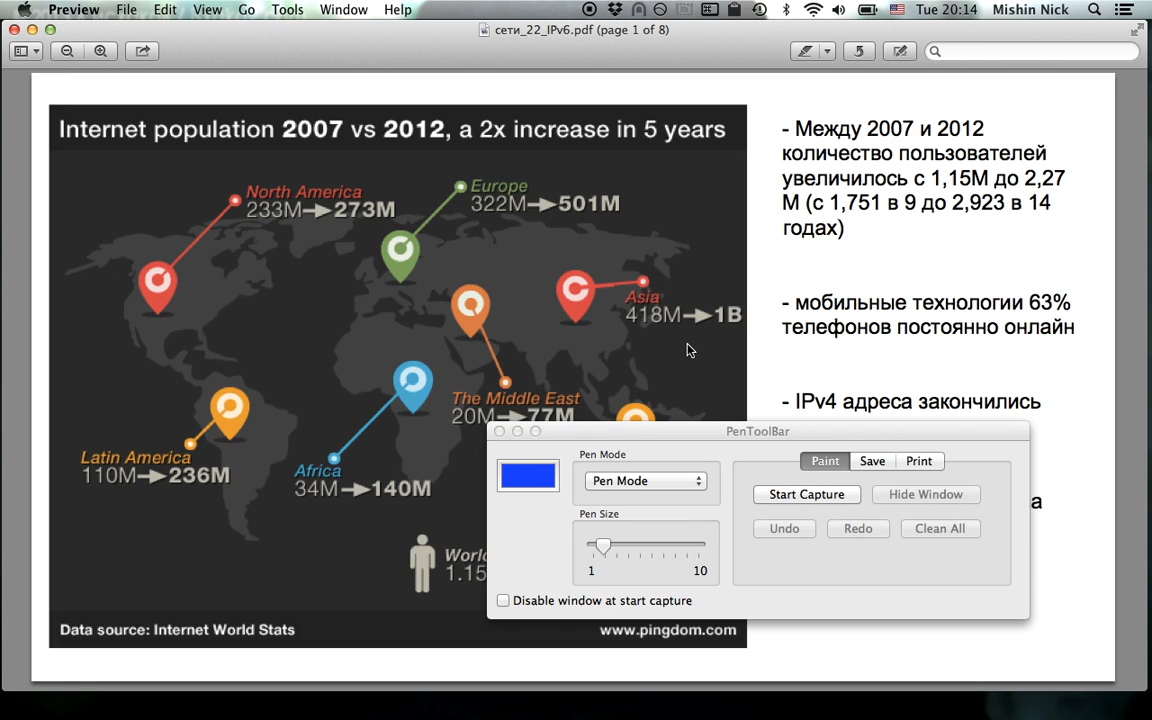 Preview File Edit View Go Tools Window Help Tue 20:14 Mishin Nick
сети_22_IPv6.pdf (page 1 of 8)
Internet population 2007 vs 2012, a 2x increase in 5 years
North America
233M→273M
Europe
322M→501M
Asia
418M→1B
The Middle East
20M→77M
Latin America
110M→236M
Africa
34M→140M
1.15
Data source: Internet World Stats
www.pingdom.com
- Между 2007 и 2012
количество пользователей
увеличилось с 1,15М до 2,27
М (с 1,751 в 9 до 2,923 в 14
годах)
- мобильные технологии 63%
телефонов постоянно онлайн
- IPv4 адреса закончились
а
PenToolBar
Pen Mode
Pen Mode
Pen Size
1 10
Disable window at start capture
Paint Save Print
Start Capture Hide Window
Undo Redo Clean All